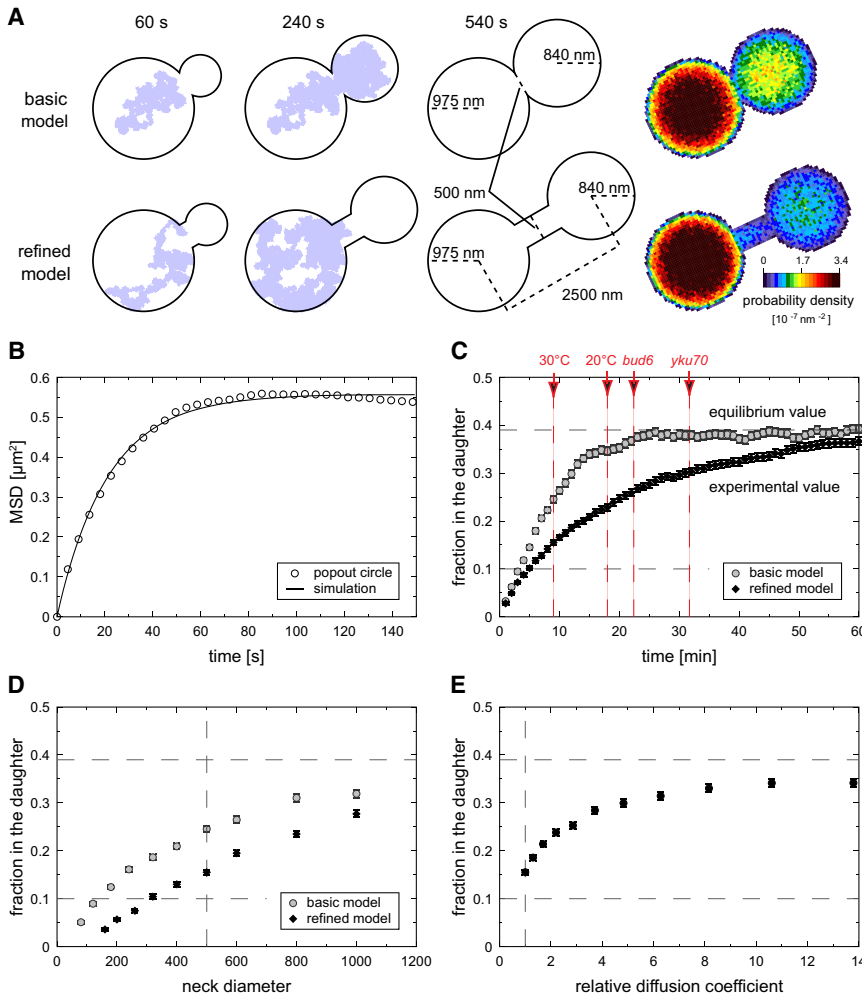 A
60 s
240 s
540 s
basic
model
975 nm
840 nm
500 nm
refined
model
975 nm
840 nm
2500 nm
0 1.7 3.4
probability density
[10 -7 nm -2]
B
MSD [µm²]
0.6
0.5
0.4
0.3
0.2
0.1
0
0 20 40 60 80 100 120 140
time [s]
popout circle
simulation
C
30°C 20°C bud6 yku70
fraction in the daughter
0.5
0.4
0.3
0.2
0.1
0
equilibrium value
experimental value
basic model
refined model
0 10 20 30 40 50 60
time [min]
D
fraction in the daughter
0.5
0.4
0.3
0.2
0.1
0
basic model
refined model
0 200 400 600 800 1000 1200
neck diameter
E
fraction in the daughter
0.5
0.4
0.3
0.2
0.1
0
0 2 4 6 8 10 12 14
relative diffusion coefficient